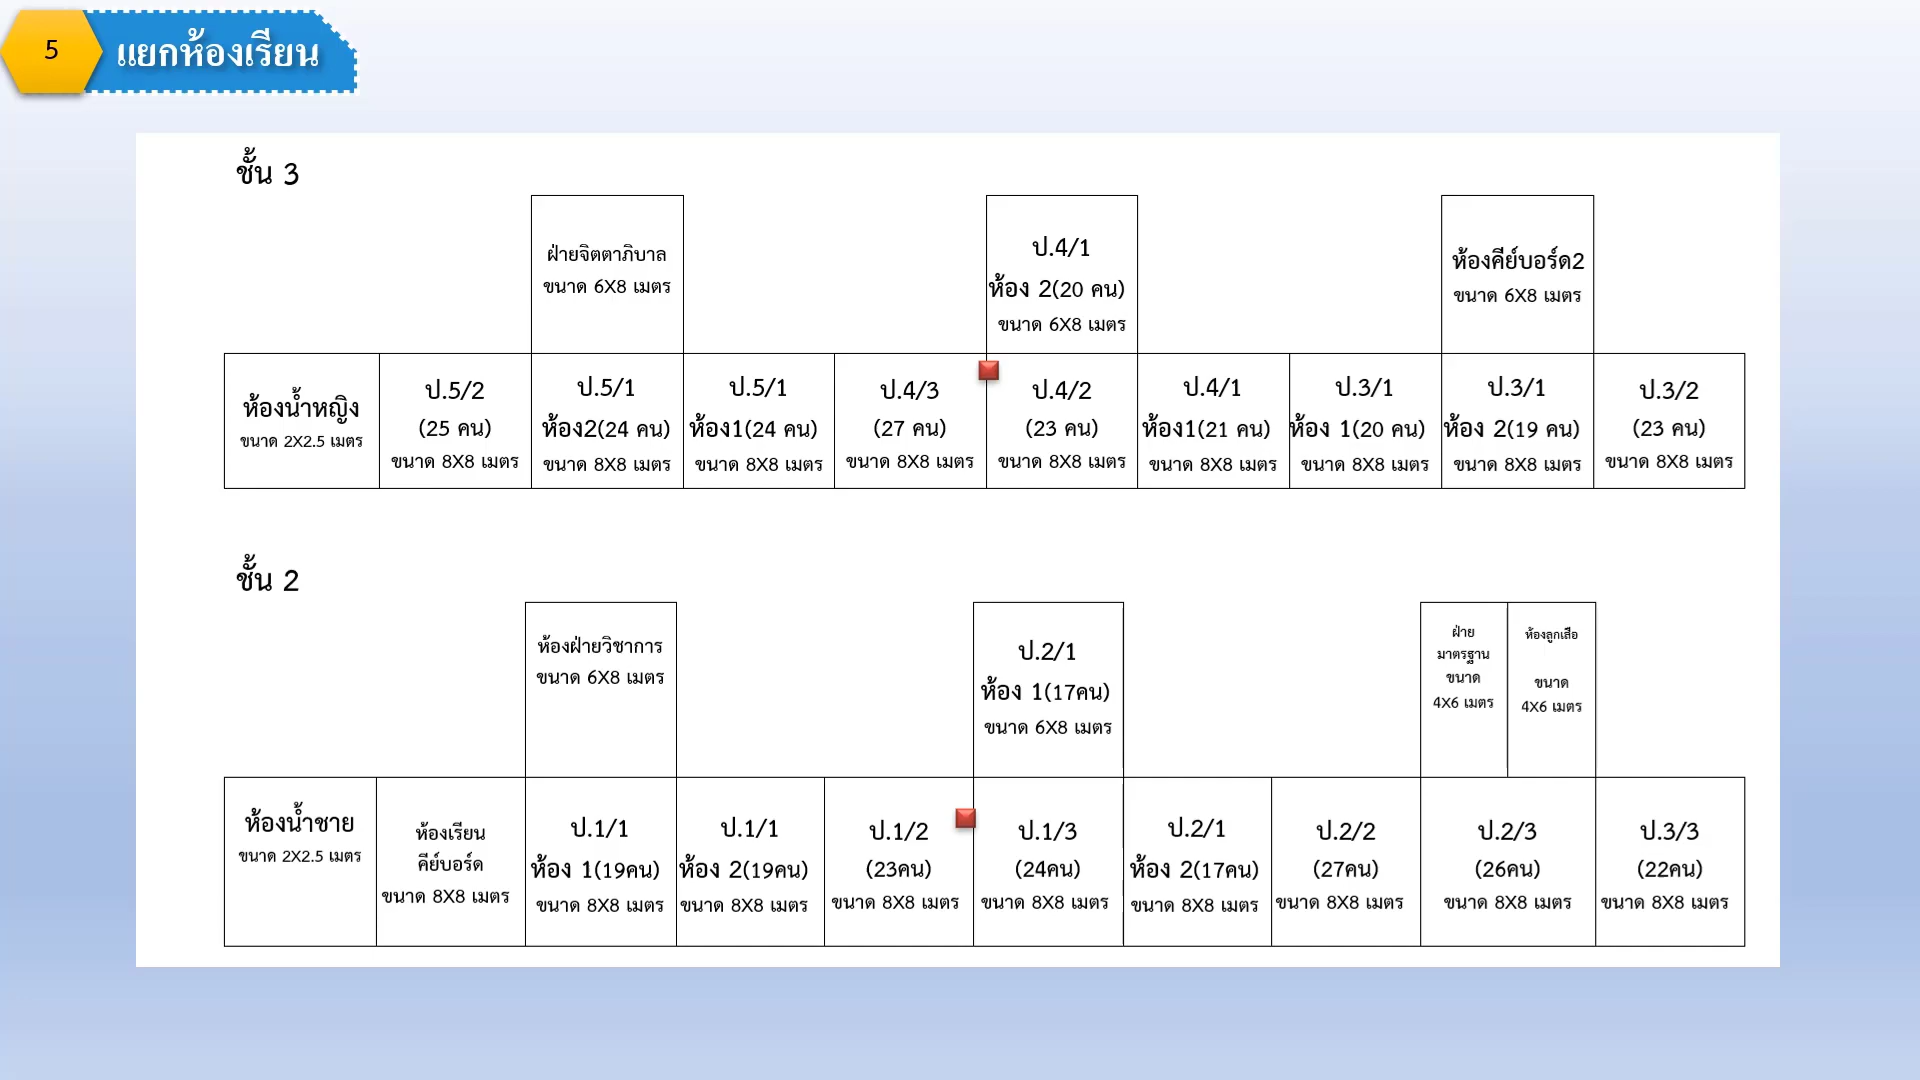 5
แยกห้องเรียน
ชั้น 3
ฝ่ายจิตตาภิบาล
ขนาด 6X8 เมตร
ป.4/1
ห้อง 2(20 คน)
ขนาด 6X8 เมตร
ห้องคีย์บอร์ด2
ขนาด 6X8 เมตร
ห้องน้ำหญิง
ขนาด 2X2.5 เมตร
ป.5/2
(25 คน)
ขนาด 8X8 เมตร
ป.5/1
ห้อง2(24 คน)
ขนาด 8X8 เมตร
ป.5/1
ห้อง1(24 คน)
ขนาด 8X8 เมตร
ป.4/3
(27 คน)
ขนาด 8X8 เมตร
ป.4/2
(23 คน)
ขนาด 8X8 เมตร
ป.4/1
ห้อง1(21 คน)
ขนาด 8X8 เมตร
ป.3/1
ห้อง 1(20 คน)
ขนาด 8X8 เมตร
ป.3/1
ห้อง 2(19 คน)
ขนาด 8X8 เมตร
ป.3/2
(23 คน)
ขนาด 8X8 เมตร
ชั้น 2
ห้องฝ่ายวิชาการ
ขนาด 6X8 เมตร
ป.2/1
ห้อง 1(17คน)
ขนาด 6X8 เมตร
ฝ่าย
มาตรฐาน
ขนาด
4X6 เมตร
ห้องลูกเสือ
ขนาด
4X6 เมตร
ห้องน้ำชาย
ขนาด 2X2.5 เมตร
ห้องเรียน
คีย์บอร์ด
ขนาด 8X8 เมตร
ป.1/1
ห้อง 1(19คน)
ขนาด 8X8 เมตร
ป.1/1
ห้อง 2(19คน)
ขนาด 8X8 เมตร
ป.1/2
(23คน)
ขนาด 8X8 เมตร
ป.1/3
(24คน)
ขนาด 8X8 เมตร
ป.2/1
ห้อง 2(17คน)
ขนาด 8X8 เมตร
ป.2/2
(27คน)
ขนาด 8X8 เมตร
ป.2/3
(26คน)
ขนาด 8X8 เมตร
ป.3/3
(22คน)
ขนาด 8X8 เมตร